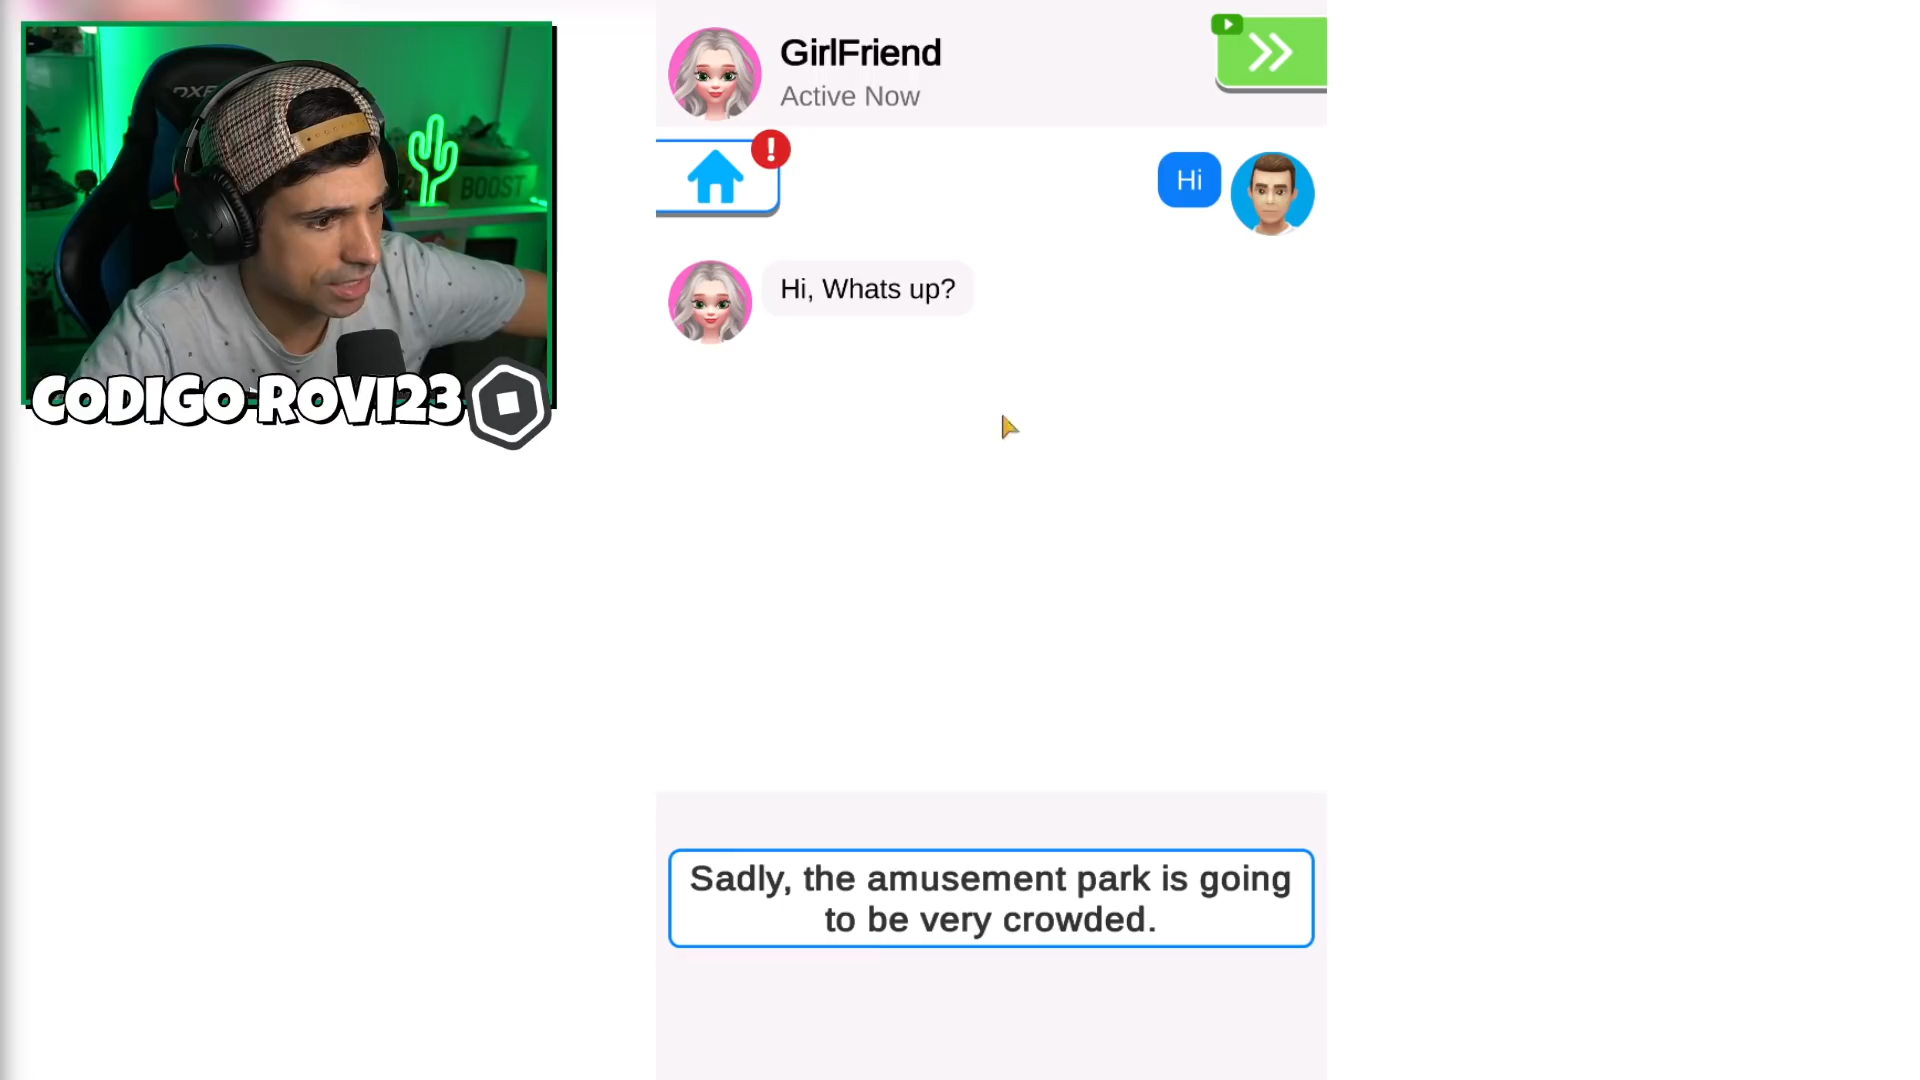 GirlFriend
Active Now
Hi
Hi, Whats up?
BOOST
CODIGO ROVI23
Sadly, the amusement park is going
to be very crowded.